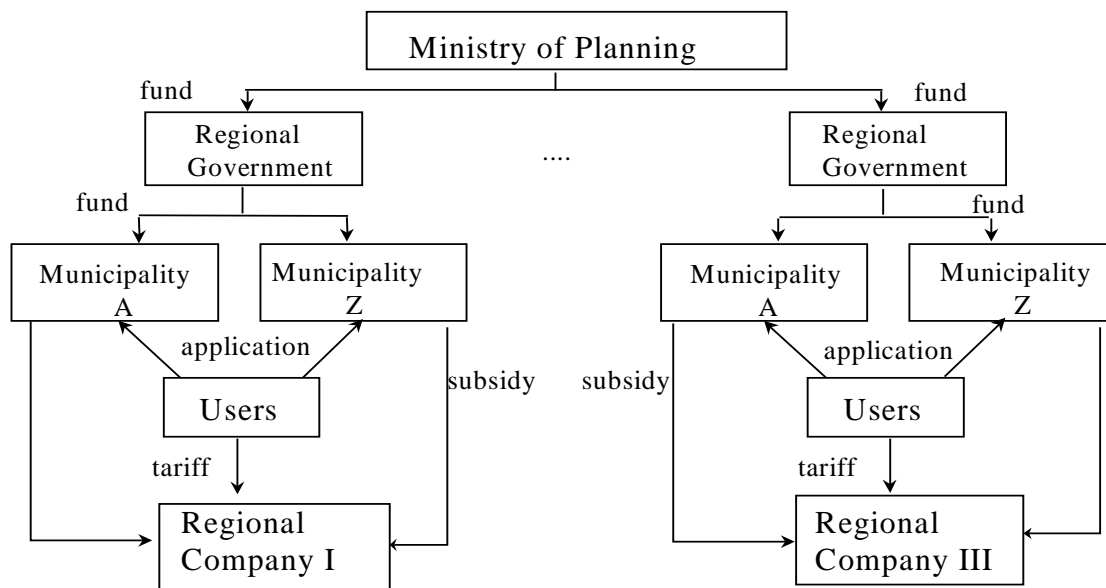 Ministry of Planning
fund
fund
Regional
Government
....
Regional
Government
fund
fund
Municipality
A
Municipality
Z
Municipality
A
Municipality
Z
application
application
subsidy
subsidy
Users
Users
tariff
tariff
Regional
Company I
Regional
Company III